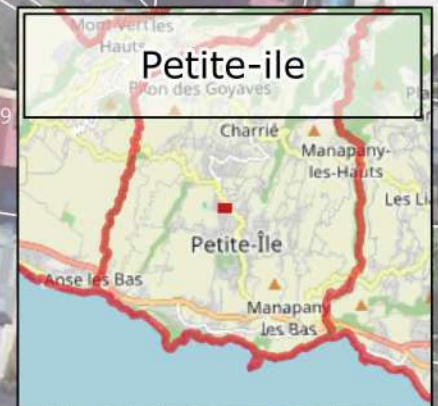 Mont-Vert les
Hauts
Petite-ile
Piton des Goyaves
9
Charrié
Manapany-
les-Hauts
Les Li
Petite-Île
Anse les Bas
Manapany
les Bas